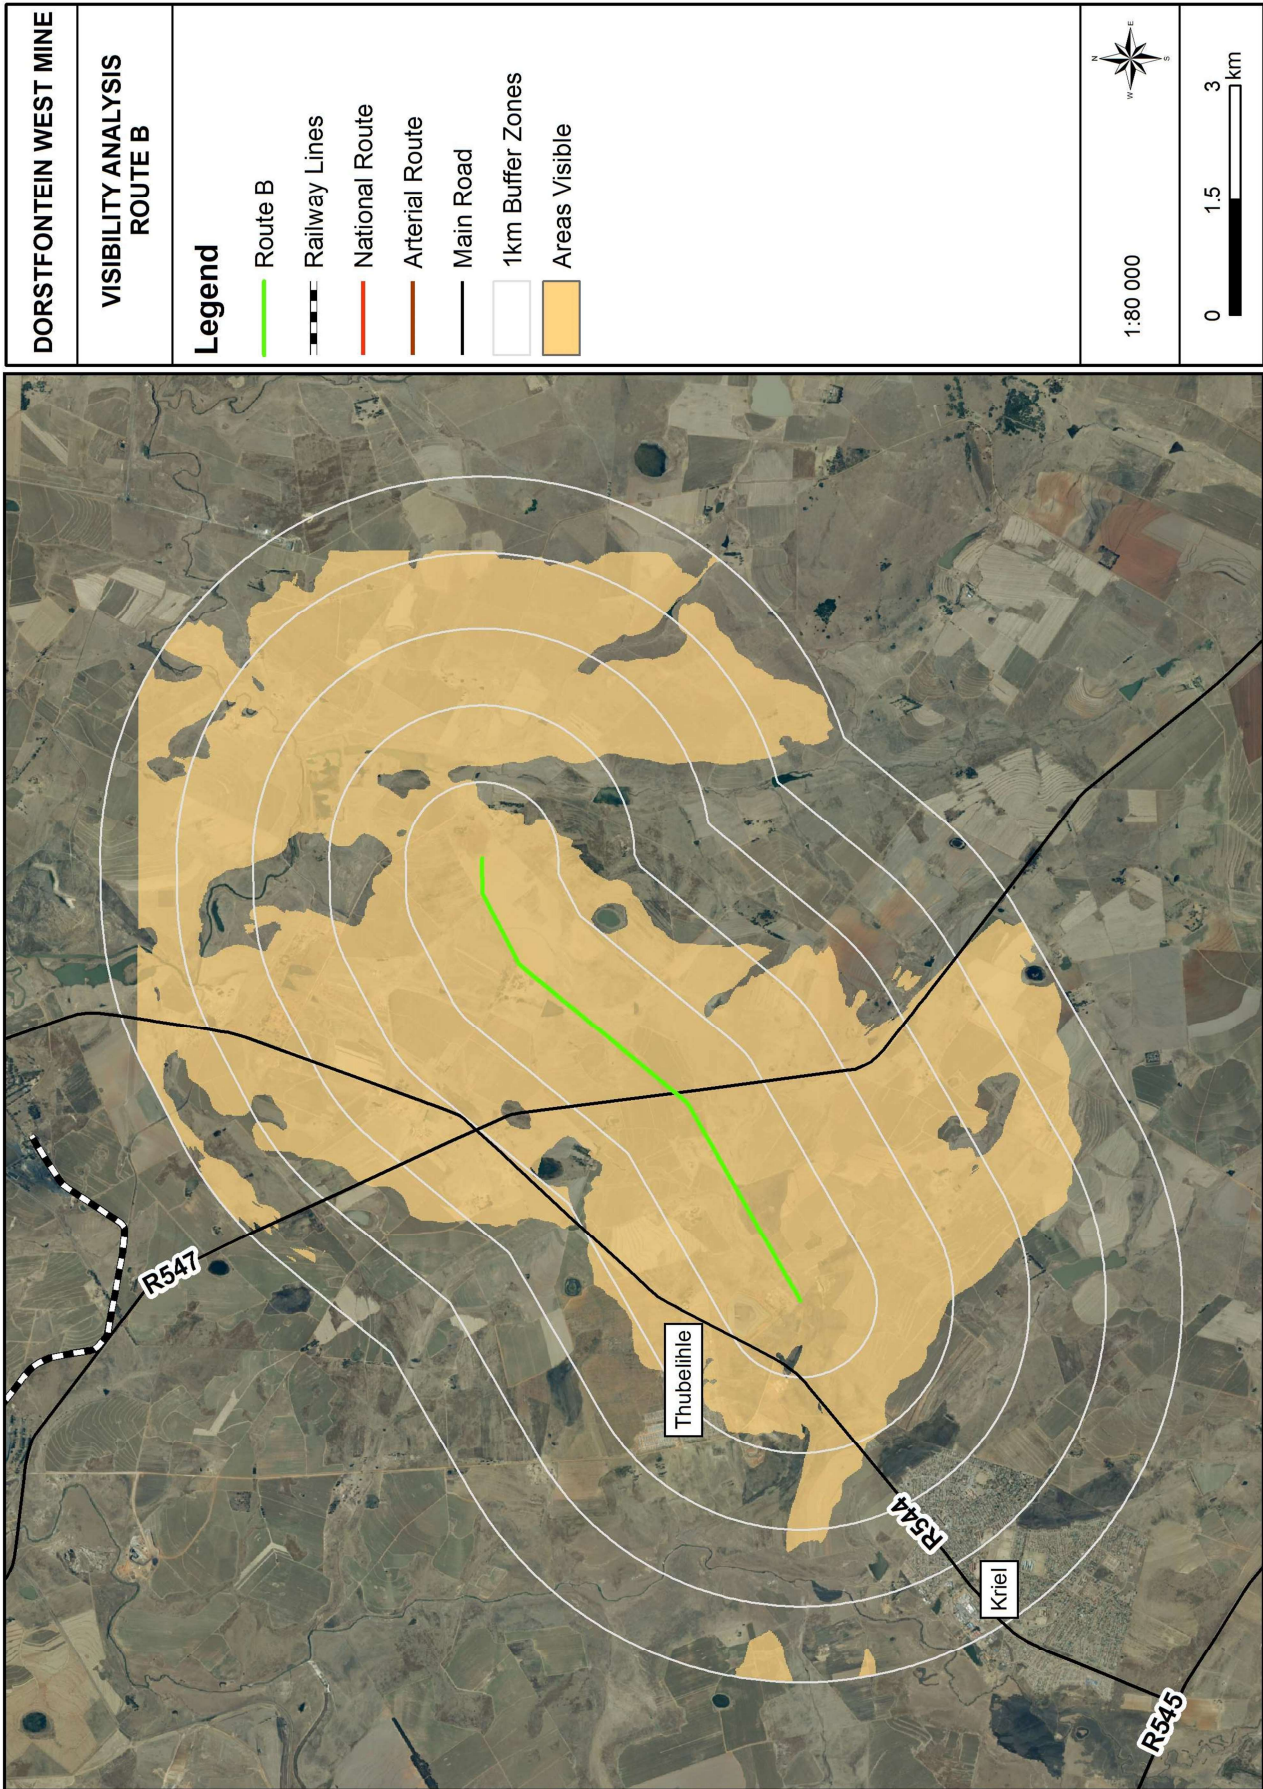 DORSTFONTEIN WEST MINE
VISIBILITY ANALYSIS
ROUTE B
Legend
Route B
Railway Lines
National Route
Arterial Route
Main Road
1km Buffer Zones
Areas Visible
1:80 000
N
W
E
S
0
1.5
3
km
R547
Thubelihle
R544
Kriel
R545